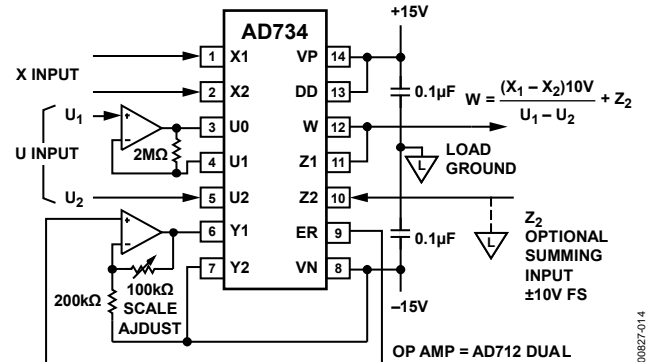 +15V
AD734
1 X1 VP 14
X INPUT
2 X2 DD 13
0.1µF
W = (X1 – X2)10V / U1 – U2 + Z2
U1
3 U0 W 12
U INPUT
2MΩ
4 U1 Z1 11
LOAD
GROUND
L
U2
5 U2 Z2 10
6 Y1 ER 9
L
Z2
OPTIONAL
SUMMING
INPUT
±10V FS
0.1µF
7 Y2 VN 8
200kΩ
100kΩ
SCALE
AJDUST
–15V
OP AMP = AD712 DUAL
00827-014
+
–
+
–